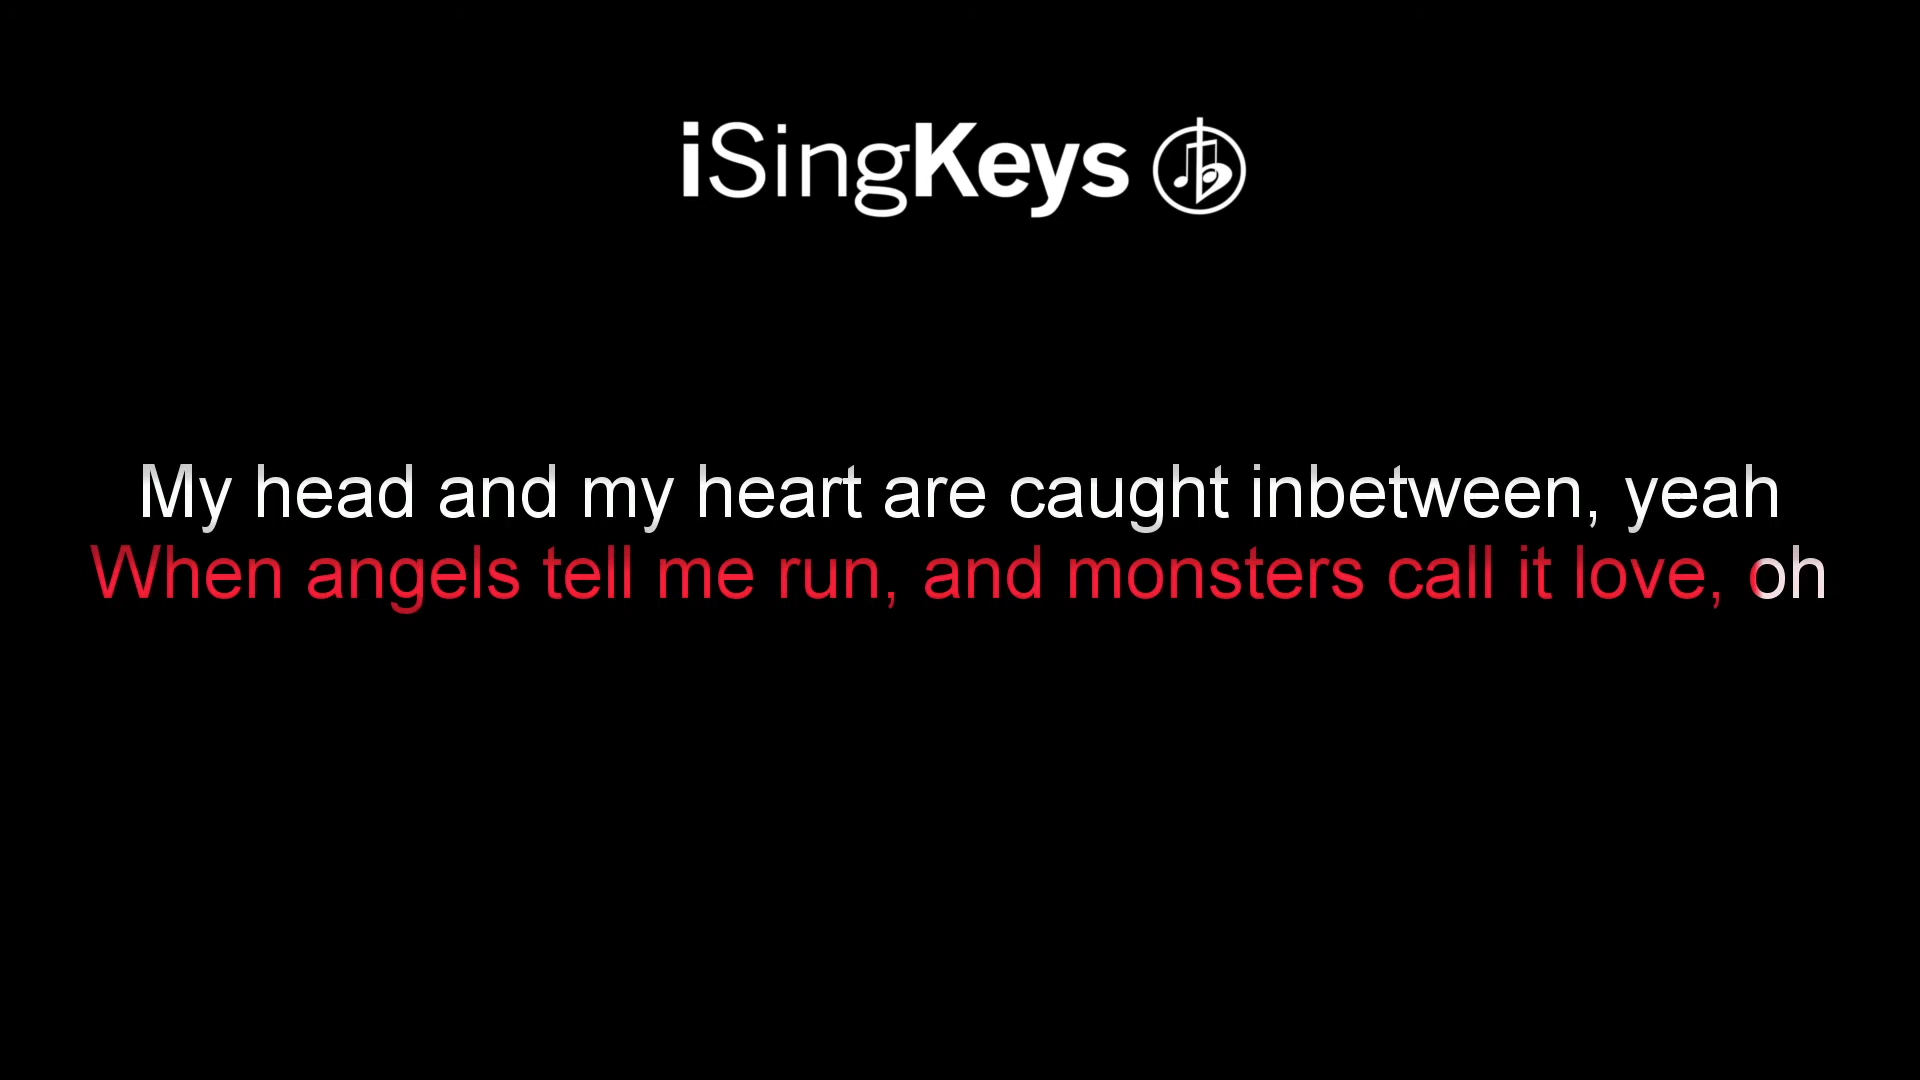 iSingKeys
My head and my heart are caught inbetween, yeah
When angels tell me run, and monsters call it love, oh